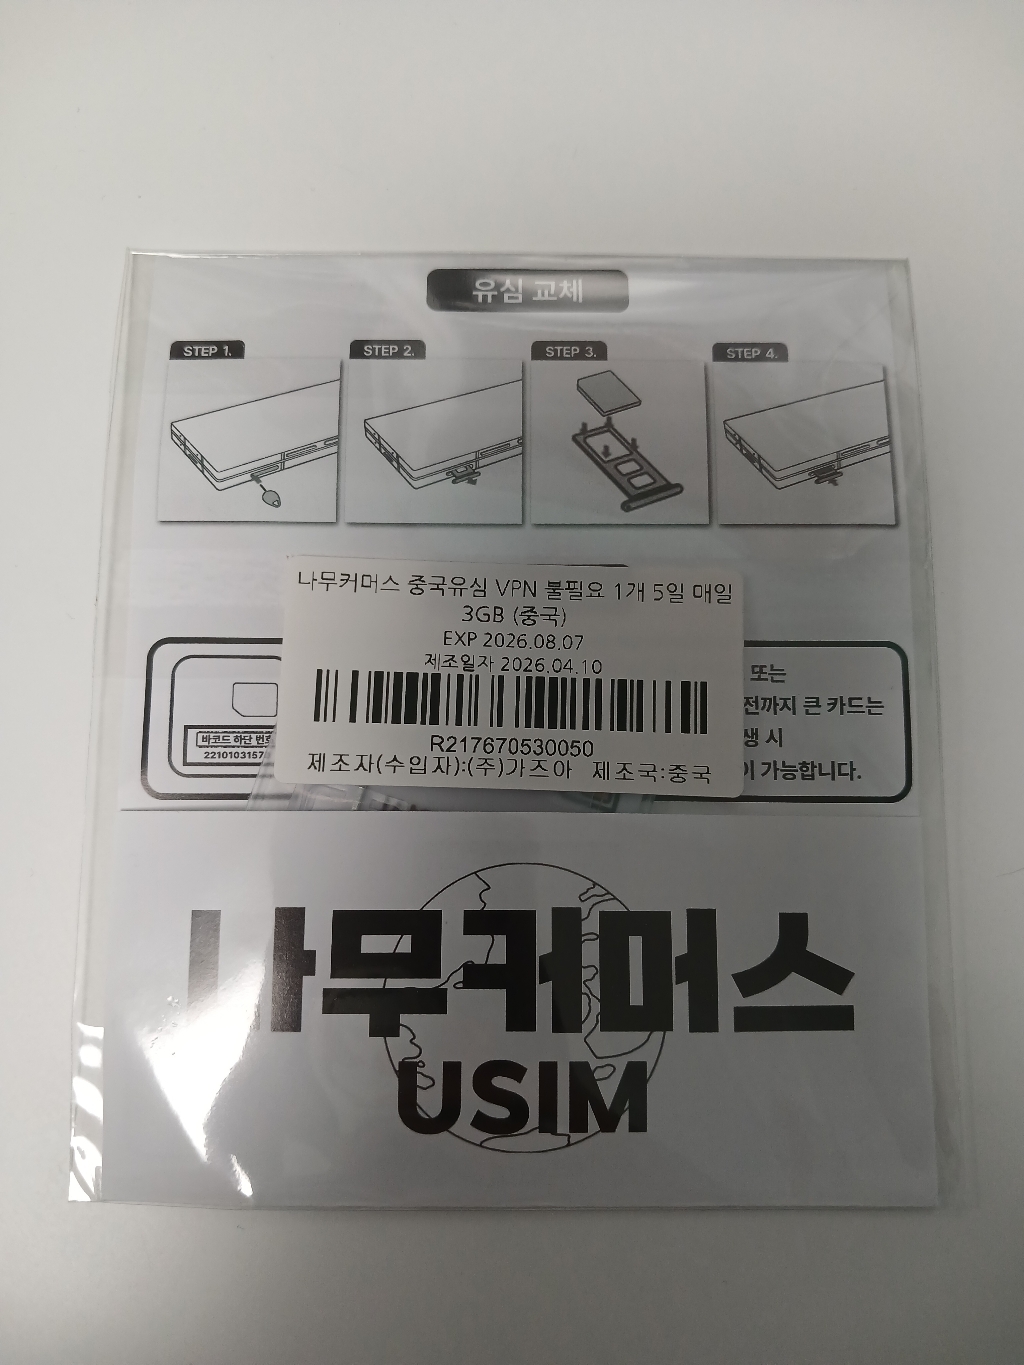 유심 교체
STEP 1.
STEP 2.
STEP 3.
STEP 4.
나무커머스 중국유심 VPN 불필요 1개 5일 매일
3GB (중국)
EXP 2026.08.07
제조일자 2026.04.10
R217670530050
제조자(수입자):(주)가즈아 제조국:중국
바코드 하단 번호
2210103157
또는
전까지 큰 카드는
생 시
이 가능합니다.
나무커머스
USIM